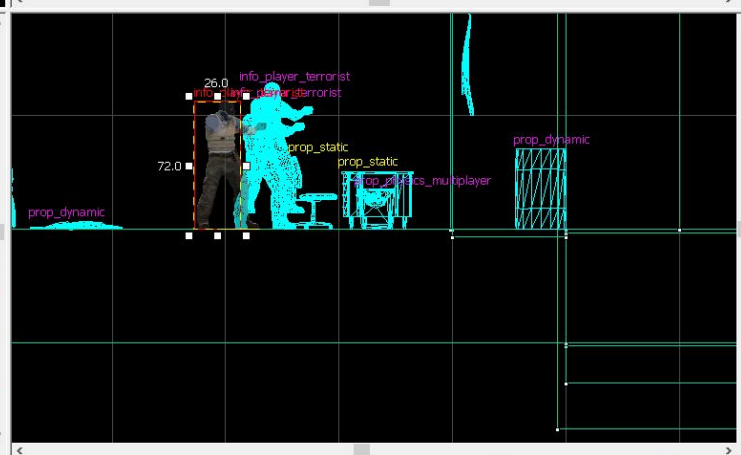 info_player_terrorist
26.0
prop_static
prop_dynamic
prop_static
72.0
prop_physics_multiplayer
prop_dynamic